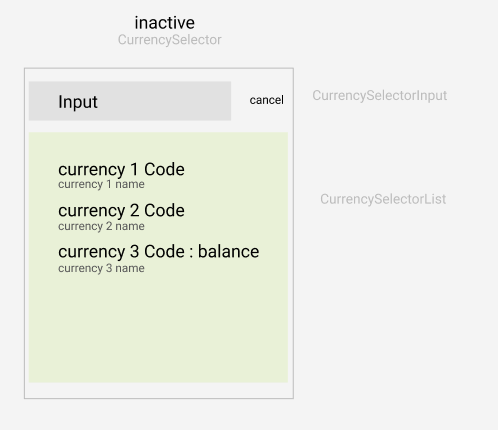 inactive
CurrencySelector
Input
cancel
CurrencySelectorInput
currency 1 Code
currency 1 name
CurrencySelectorList
currency 2 Code
currency 2 name
currency 3 Code : balance
currency 3 name